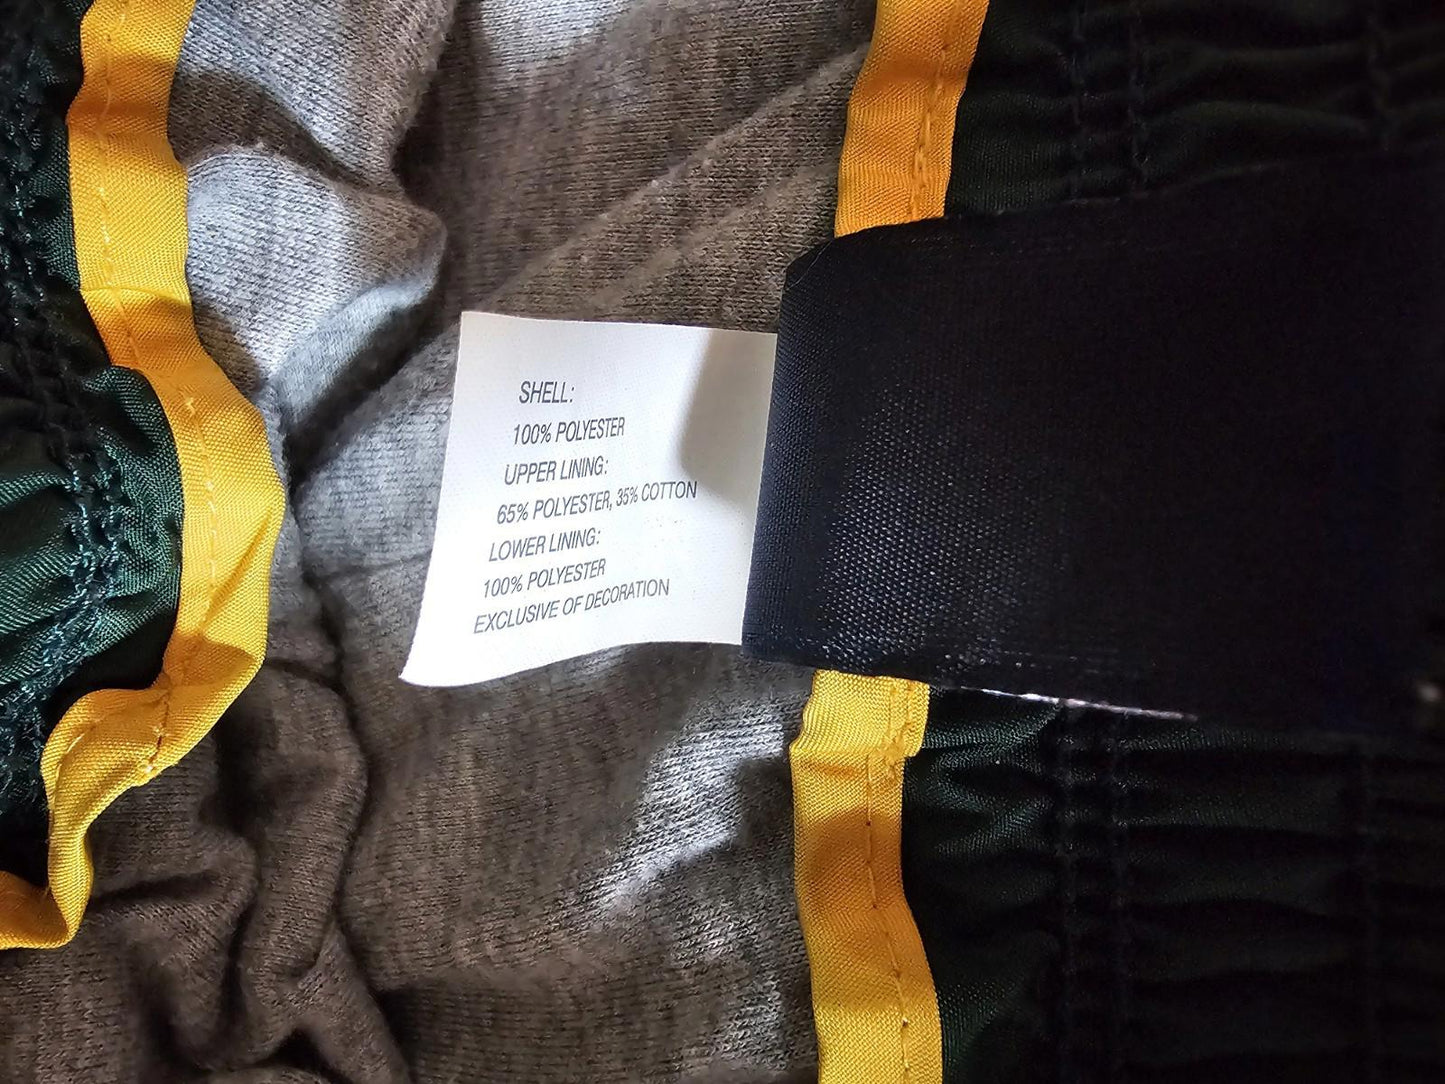 SHELL:
100% POLYESTER
UPPER LINING:
65% POLYESTER, 35% COTTON
LOWER LINING:
100% POLYESTER
EXCLUSIVE OF DECORATION